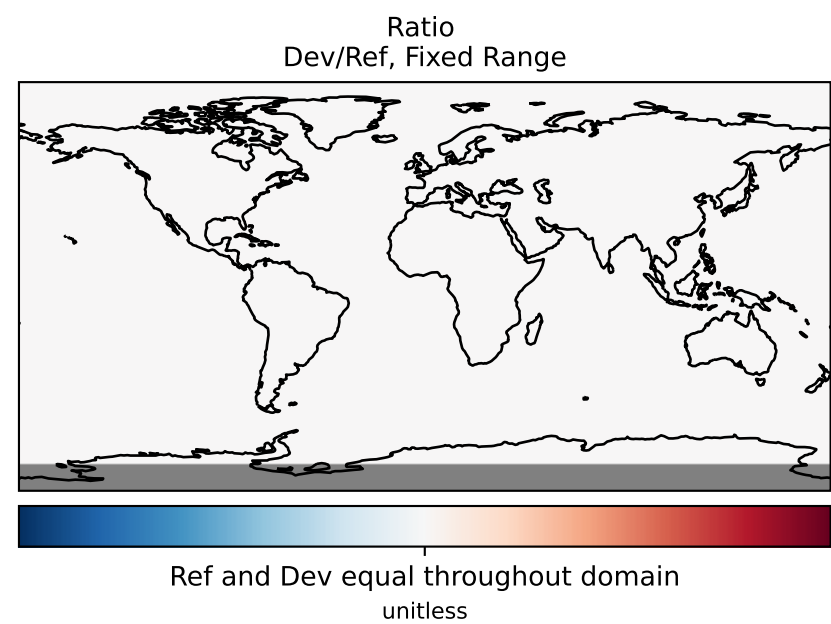 Ratio
Dev/Ref, Fixed Range
Ref and Dev equal throughout domain
unitless